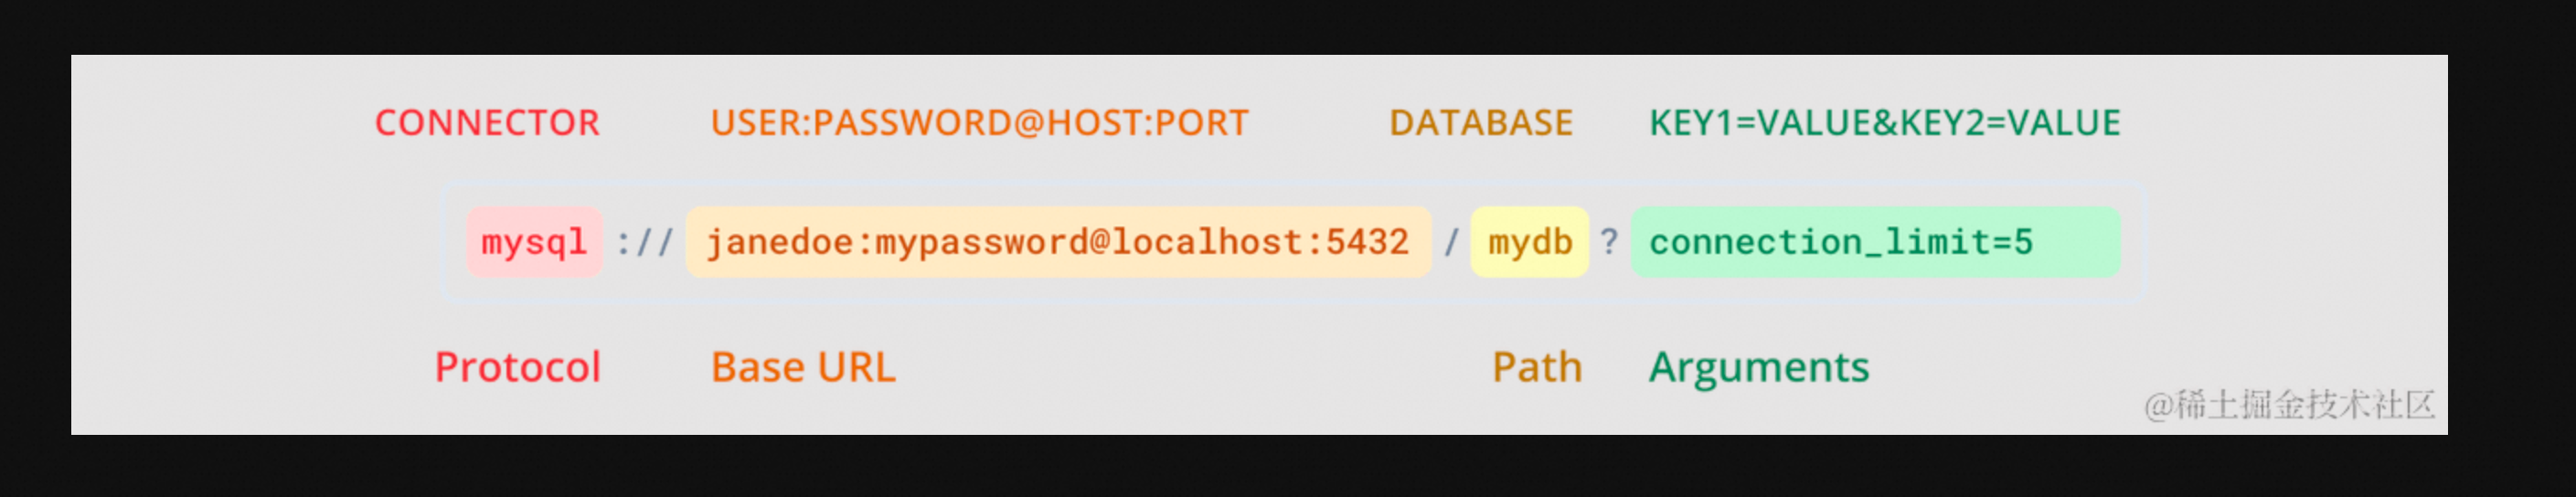 CONNECTOR USER:PASSWORD@HOST:PORT DATABASE KEY1=VALUE&KEY2=VALUE
mysql :// janedoe:mypassword@localhost:5432 / mydb ? connection_limit=5
Protocol Base URL Path Arguments
@稀土掘金技术社区